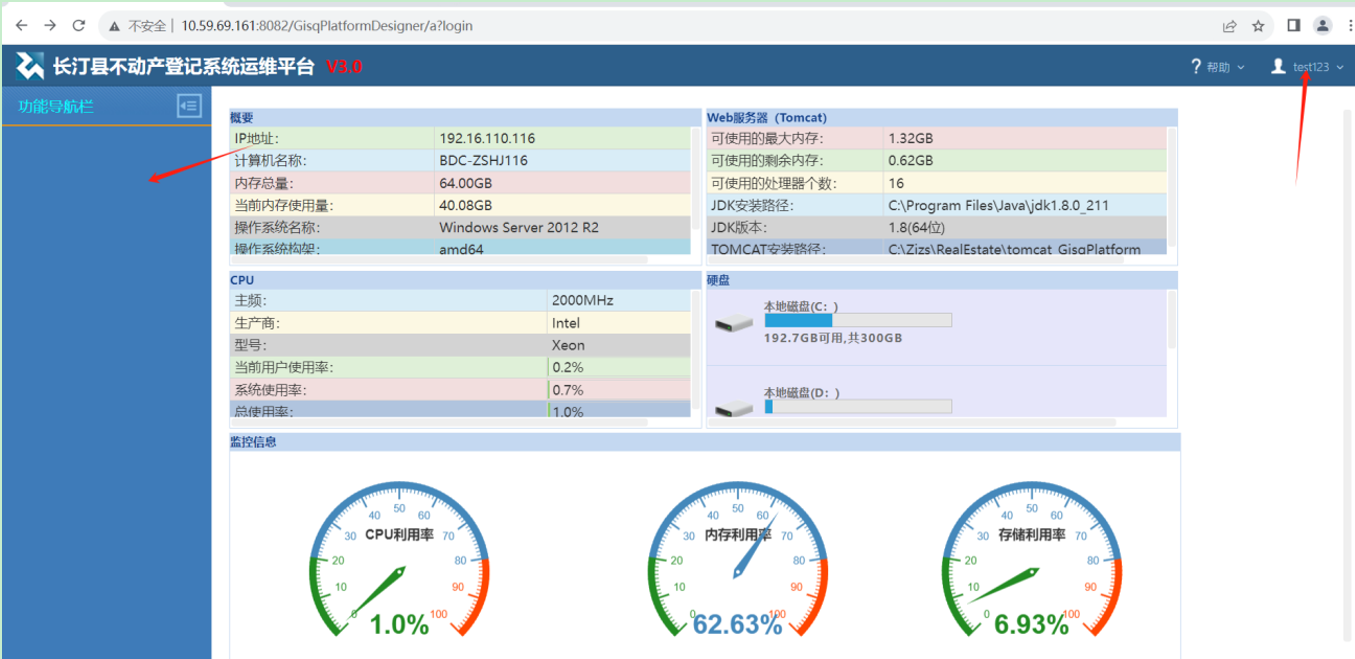 不安全 10.59.69.161:8082/GisqPlatformDesigner/a?login
长汀县不动产登记系统运维平台 V3.0 ? 帮助 test123
功能导航栏
概要
IP地址: 192.16.110.116
计算机名称: BDC-ZSHJ116
内存总量: 64.00GB
当前内存使用量: 40.08GB
操作系统名称: Windows Server 2012 R2
操作系统构架: amd64
Web服务器 (Tomcat)
可使用的最大内存: 1.32GB
可使用的剩余内存: 0.62GB
可使用的处理器个数: 16
JDK安装路径: C:\Program Files\Java\jdk1.8.0_211
JDK版本: 1.8(64位)
TOMCAT安装路径: C:\Zizs\RealEstate\tomcat_GisqPlatform
CPU
主频: 2000MHz
生产商: Intel
型号: Xeon
当前用户使用率: 0.2%
系统使用率: 0.7%
总使用率: 1.0%
硬盘
本地磁盘(C: )
192.7GB可用,共300GB
本地磁盘(D: )
监控信息
0 10 20 30 40 50 60 70 80 90 100
CPU利用率
1.0%
0 10 20 30 40 50 60 70 80 90 100
内存利用率
62.63%
0 10 20 30 40 50 60 70 80 90 100
存储利用率
6.93%